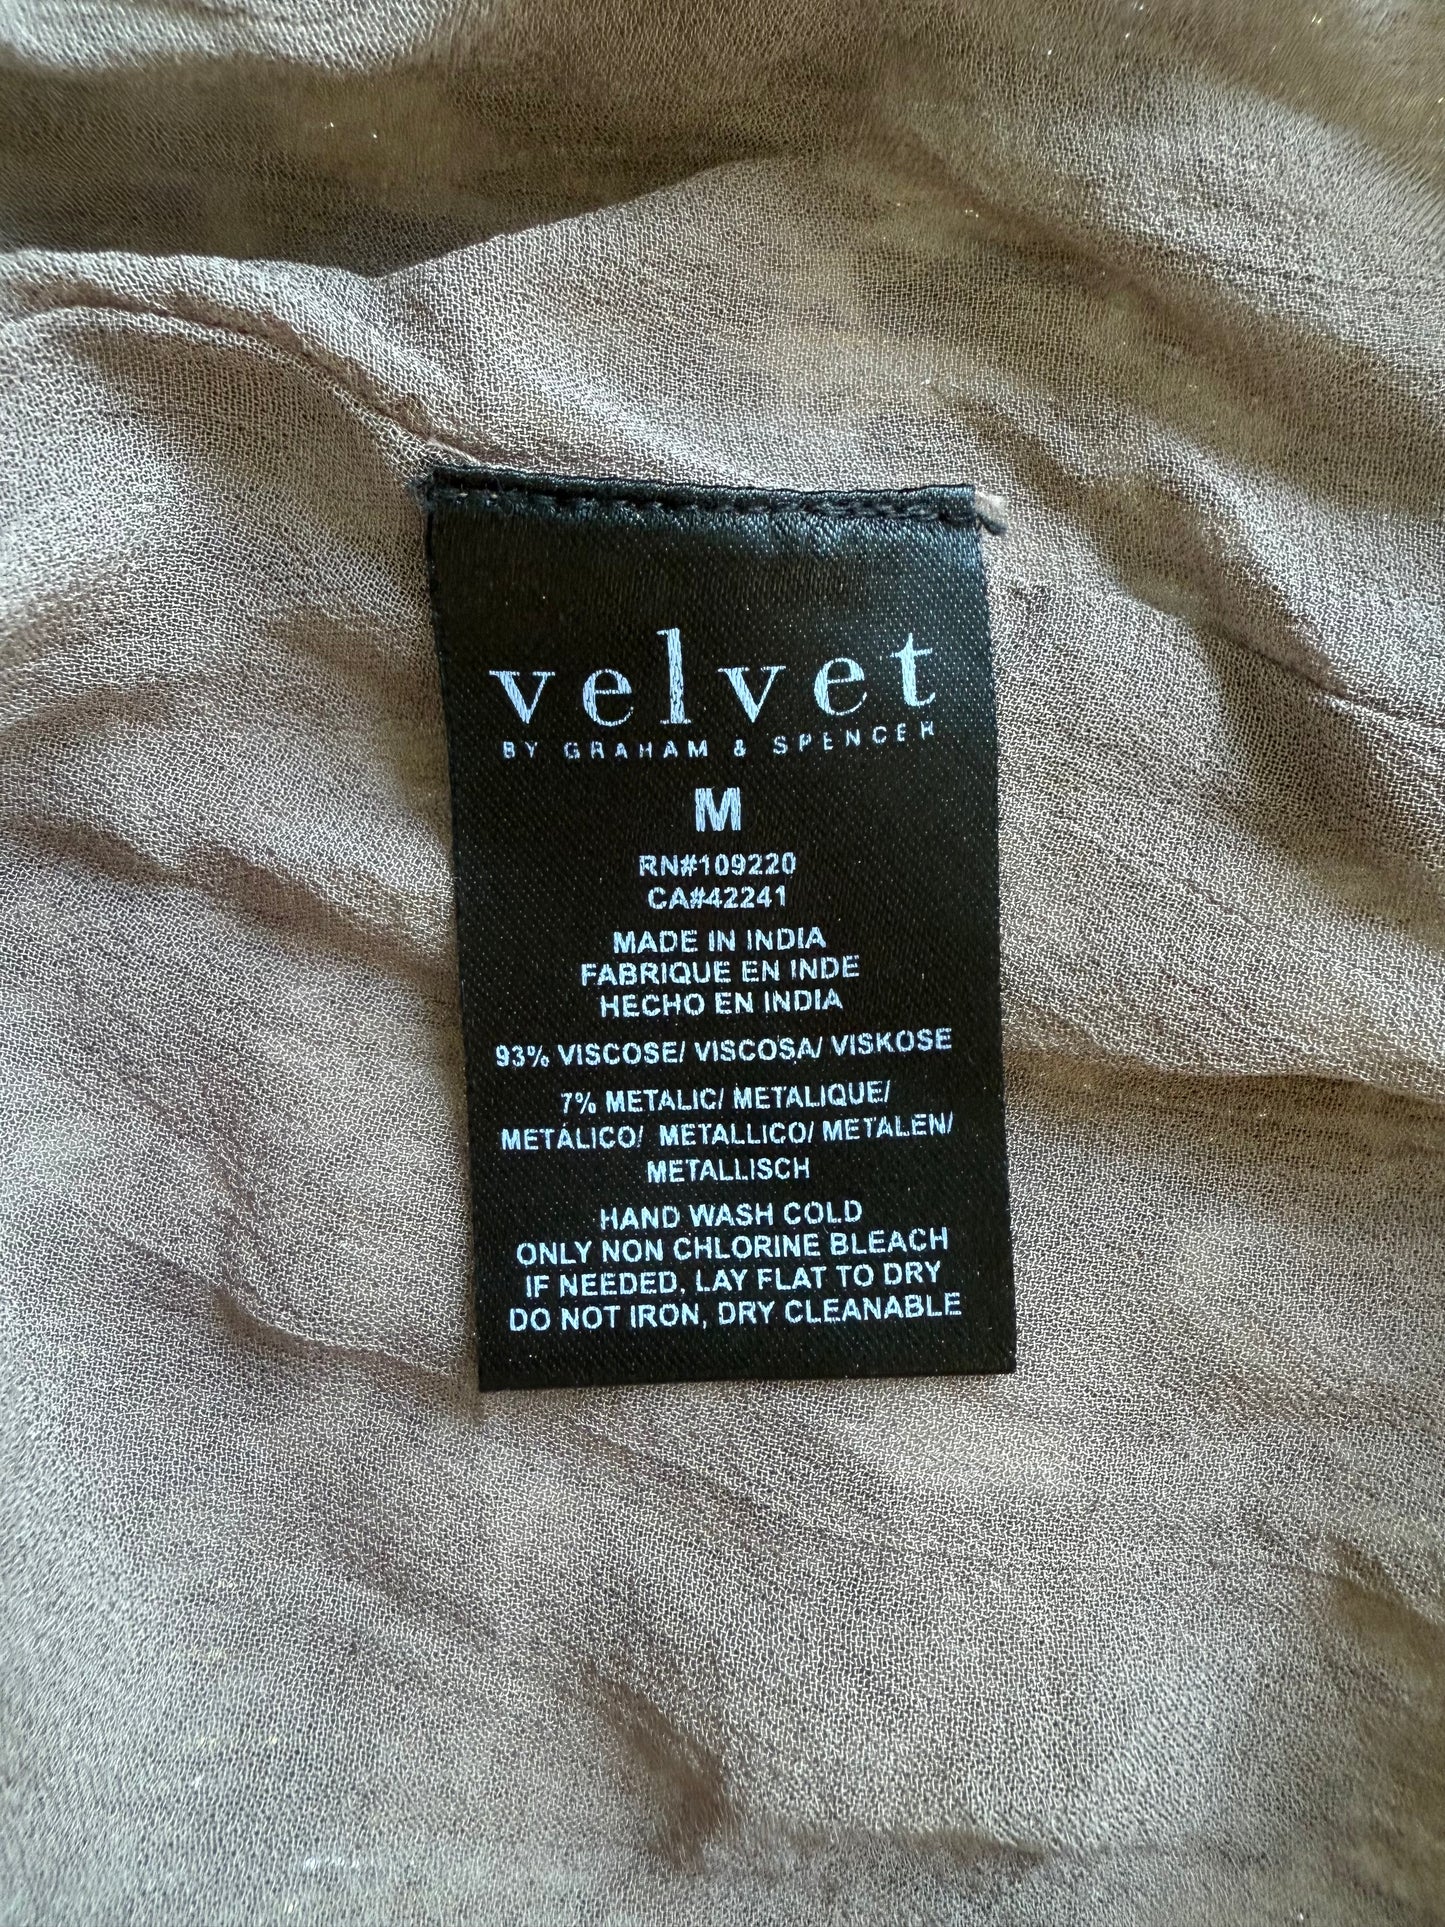 velvet
BY GRAHAM & SPENCER
M
RN#109220
CA#42241
MADE IN INDIA
FABRIQUE EN INDE
HECHO EN INDIA
93% VISCOSE/ VISCOSA/ VISKOSE
7% METALIC/ METALIQUE/
METÁLICO/ METALLICO/ METALEN/
METALLISCH
HAND WASH COLD
ONLY NON CHLORINE BLEACH
IF NEEDED, LAY FLAT TO DRY
DO NOT IRON, DRY CLEANABLE